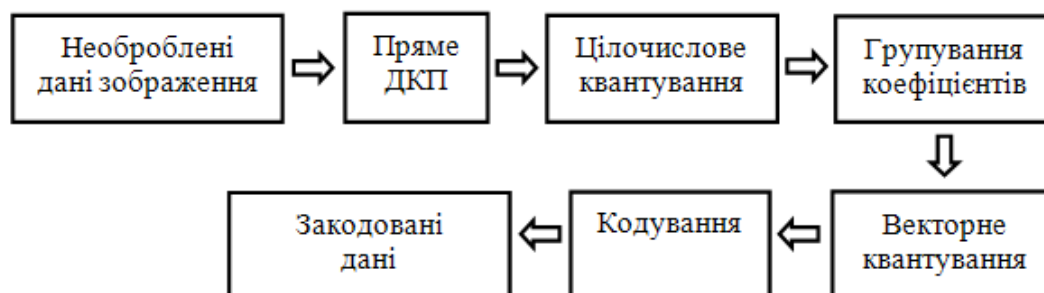 Необроблені
дані зображення
Пряме
ДКП
Цілочислове
квантування
Групування
коефіцієнтів
Векторне
квантування
Кодування
Закодовані
дані